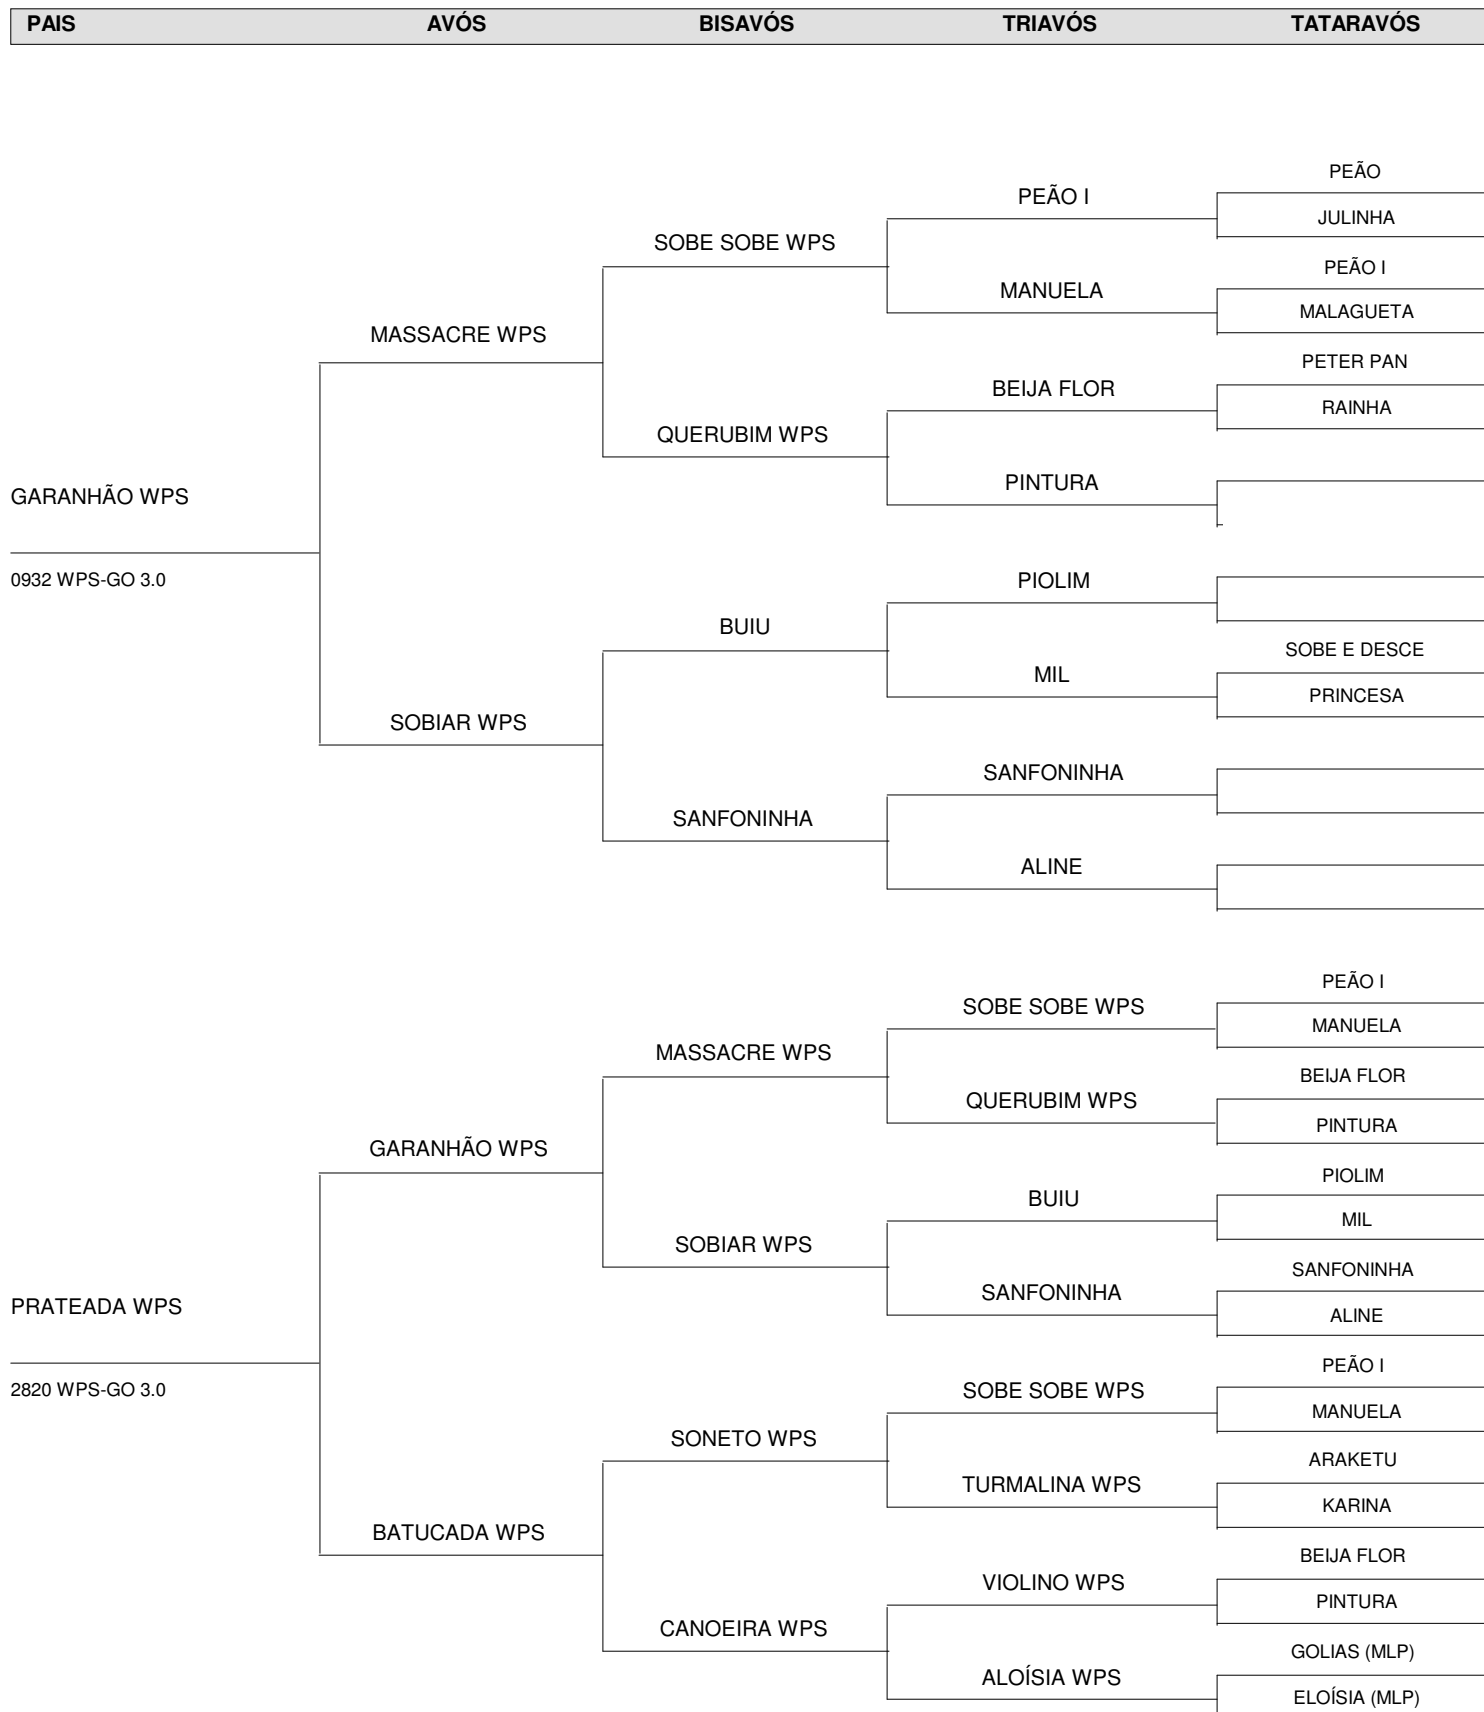 PAIS AVÓS BISAVÓS TRIAVÓS TATARAVÓS
PEÃO
PEÃO I
JULINHA
SOBE SOBE WPS
PEÃO I
MANUELA
MALAGUETA
MASSACRE WPS
PETER PAN
BEIJA FLOR
RAINHA
QUERUBIM WPS
PINTURA
GARANHÃO WPS
0932 WPS-GO 3.0
PIOLIM
BUIU
SOBE E DESCE
MIL
PRINCESA
SOBIAR WPS
SANFONINHA
SANFONINHA
ALINE
PEÃO I
SOBE SOBE WPS
MANUELA
MASSACRE WPS
BEIJA FLOR
QUERUBIM WPS
PINTURA
GARANHÃO WPS
PIOLIM
BUIU
MIL
SOBIAR WPS
SANFONINHA
SANFONINHA
ALINE
PRATEADA WPS
2820 WPS-GO 3.0
PEÃO I
SOBE SOBE WPS
MANUELA
SONETO WPS
ARAKETU
TURMALINA WPS
KARINA
BATUCADA WPS
BEIJA FLOR
VIOLINO WPS
PINTURA
CANOEIRA WPS
GOLIAS (MLP)
ALOÍSIA WPS
ELOÍSIA (MLP)